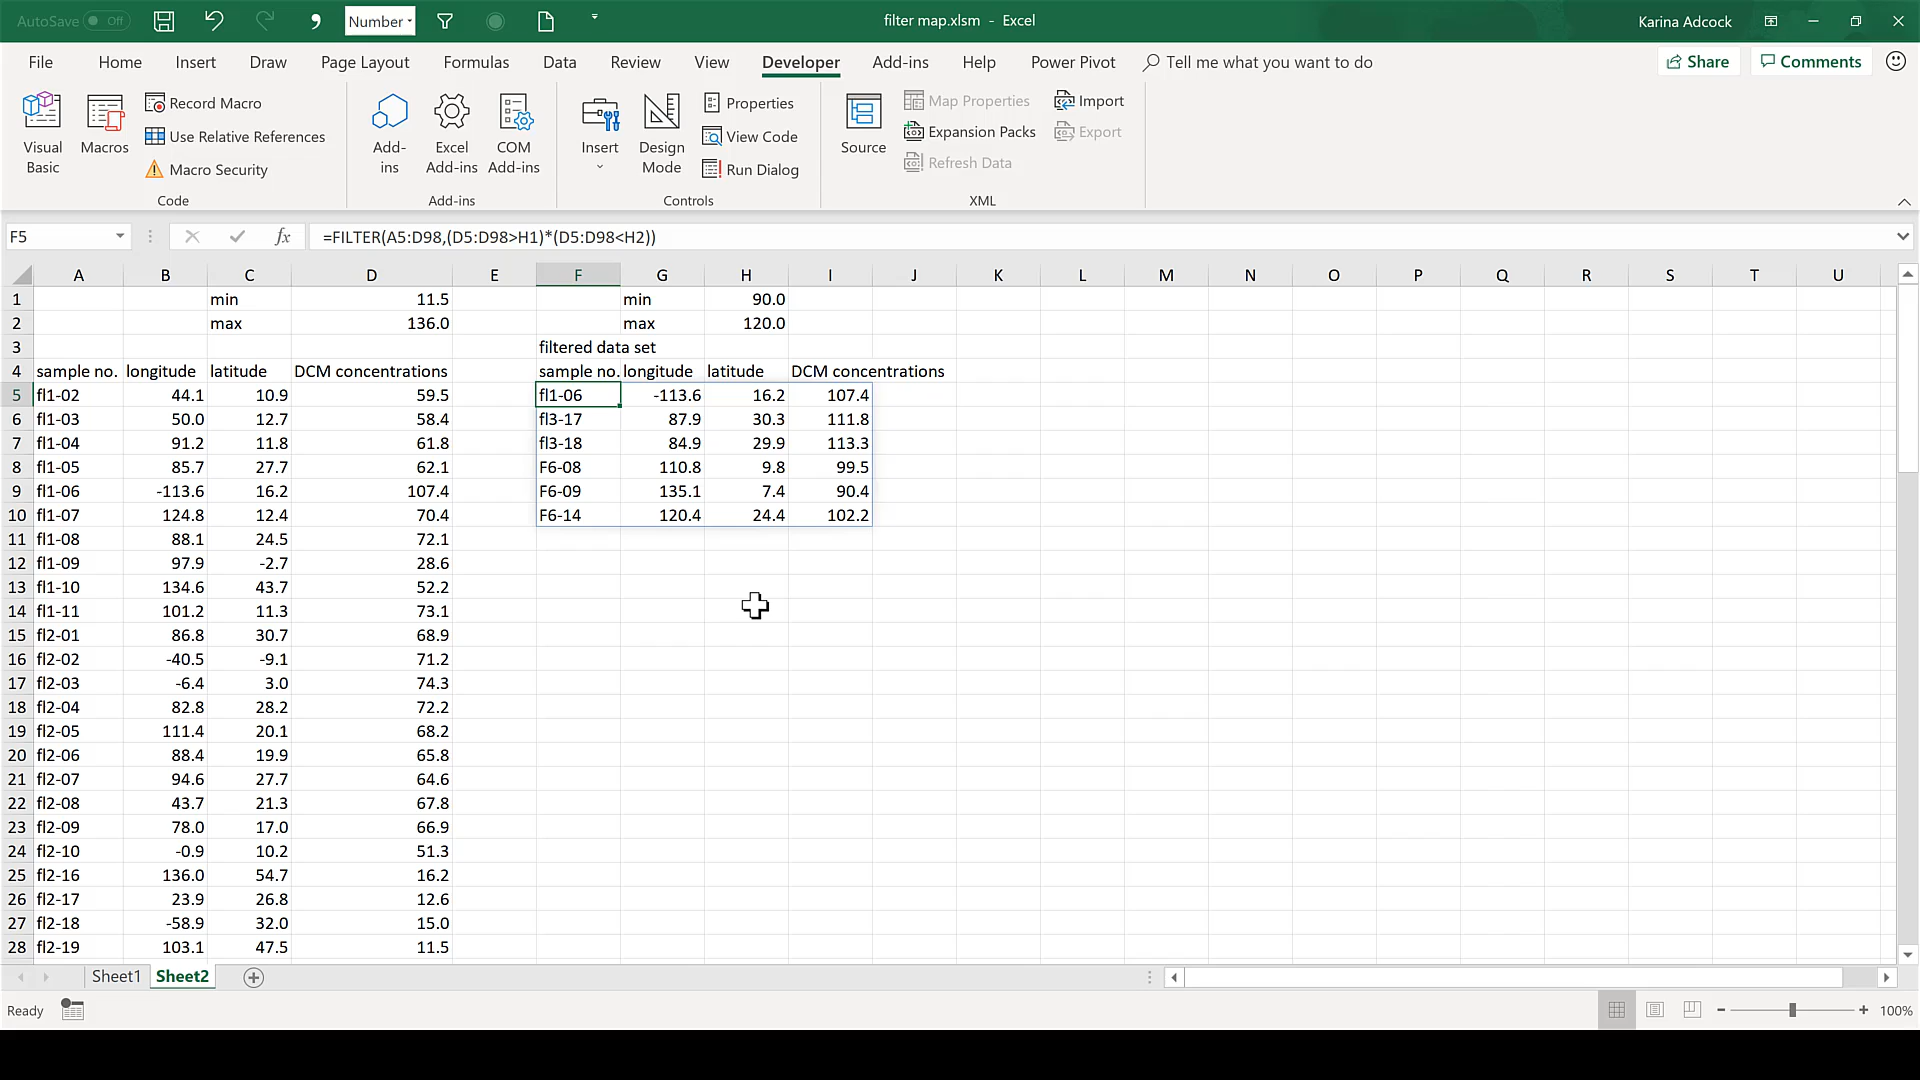 AutoSave Off , Number filter map.xlsm - Excel Karina Adcock
File Home Insert Draw Page Layout Formulas Data Review View Developer Add-ins Help Power Pivot Tell me what you want to do Share Comments
Visual Basic
Macros
Record Macro
Use Relative References
Macro Security
Code
Add-ins
Excel Add-ins
COM Add-ins
Add-ins
Insert
Design Mode
Properties
View Code
Run Dialog
Controls
Source
Map Properties
Expansion Packs
Refresh Data
Import
Export
XML
F5 fx =FILTER(A5:D98,(D5:D98>H1)*(D5:D98<H2))
A B C D E F G H I J K L M N O P Q R S T U
1 min 11.5 min 90.0
2 max 136.0 max 120.0
3 filtered data set
4 sample no. longitude latitude DCM concentrations sample no. longitude latitude DCM concentrations
5 fl1-02 44.1 10.9 59.5 fl1-06 -113.6 16.2 107.4
6 fl1-03 50.0 12.7 58.4 fl3-17 87.9 30.3 111.8
7 fl1-04 91.2 11.8 61.8 fl3-18 84.9 29.9 113.3
8 fl1-05 85.7 27.7 62.1 F6-08 110.8 9.8 99.5
9 fl1-06 -113.6 16.2 107.4 F6-09 135.1 7.4 90.4
10 fl1-07 124.8 12.4 70.4 F6-14 120.4 24.4 102.2
11 fl1-08 88.1 24.5 72.1
12 fl1-09 97.9 -2.7 28.6
13 fl1-10 134.6 43.7 52.2
14 fl1-11 101.2 11.3 73.1
15 fl2-01 86.8 30.7 68.9
16 fl2-02 -40.5 -9.1 71.2
17 fl2-03 -6.4 3.0 74.3
18 fl2-04 82.8 28.2 72.2
19 fl2-05 111.4 20.1 68.2
20 fl2-06 88.4 19.9 65.8
21 fl2-07 94.6 27.7 64.6
22 fl2-08 43.7 21.3 67.8
23 fl2-09 78.0 17.0 66.9
24 fl2-10 -0.9 10.2 51.3
25 fl2-16 136.0 54.7 16.2
26 fl2-17 23.9 26.8 12.6
27 fl2-18 -58.9 32.0 15.0
28 fl2-19 103.1 47.5 11.5
Sheet1 Sheet2
Ready 100%